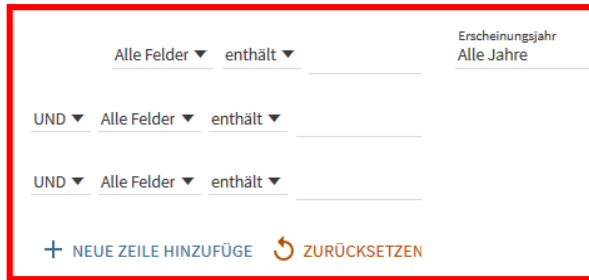 Erscheinungsjahr
Alle Felder enthält Alle Jahre
UND Alle Felder enthält
UND Alle Felder enthält
+ NEUE ZEILE HINZUFÜGE ZURÜCKSETZEN